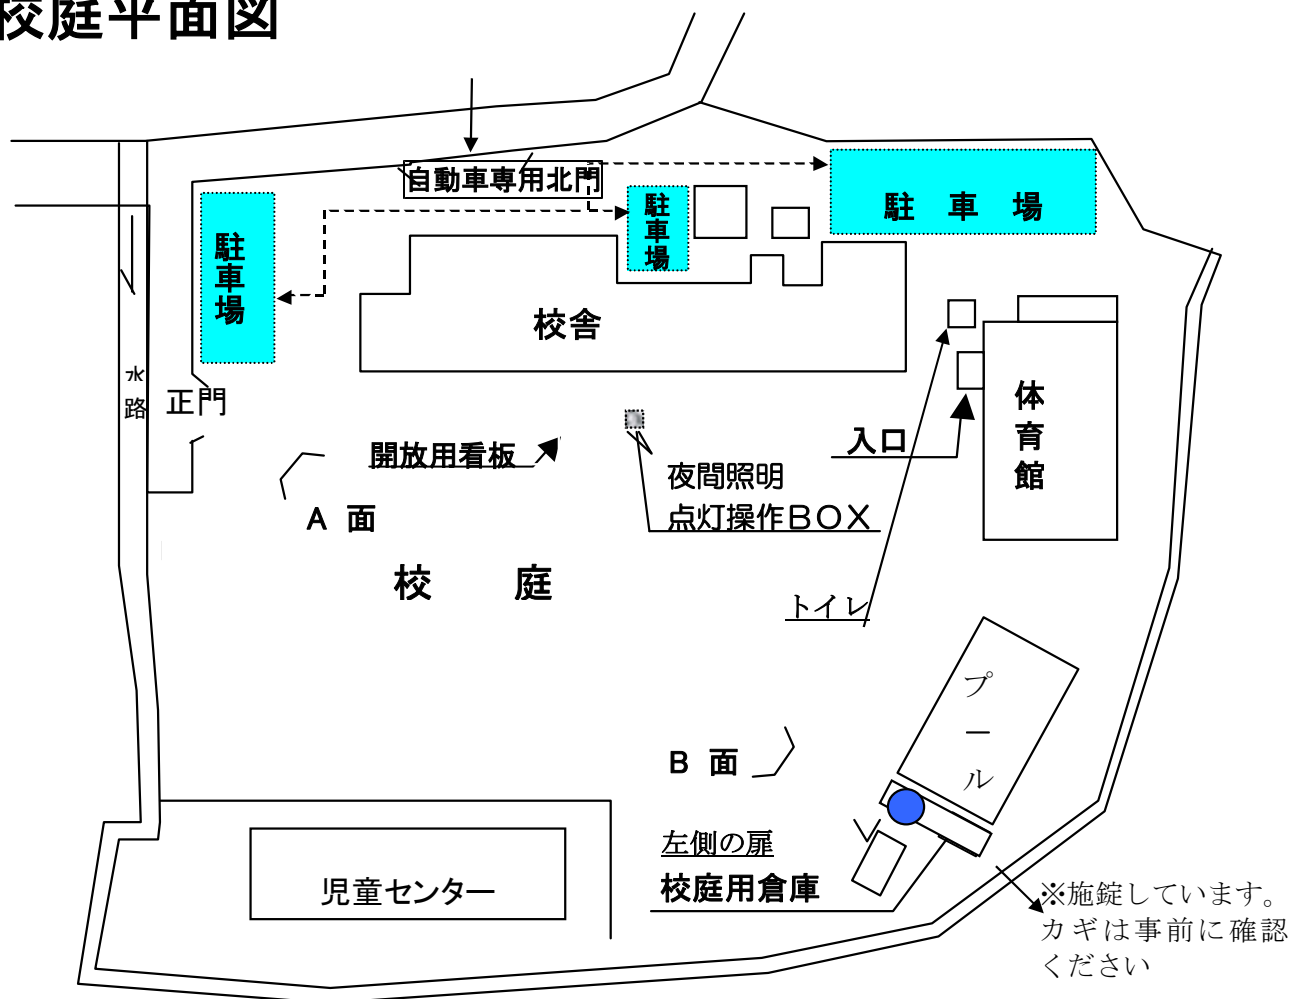 校庭平面図
自動車専用北門
駐車場
駐車場
駐車場
校舎
水路
正門
体育館
入口
開放用看板
夜間照明
点灯操作BOX
A 面
校 庭
トイレ
プール
B 面
左側の扉
校庭用倉庫
児童センター
※施錠しています。
カギは事前に確認
ください